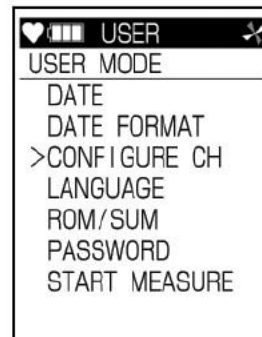 USER
USER MODE
DATE
DATE FORMAT
>CONFIGURE CH
LANGUAGE
ROM/SUM
PASSWORD
START MEASURE